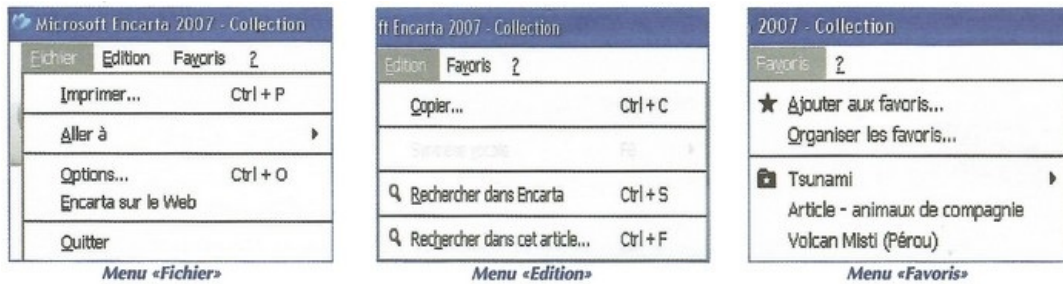 Microsoft Encarta 2007 - Collection
Fichier Edition Favoris ?
Imprimer... Ctrl + P
Aller à
Options... Ctrl + O
Encarta sur le Web
Quitter
Menu «Fichier»
ft Encarta 2007 - Collection
Edition Favoris ?
Copier... Ctrl + C
Rechercher dans Encarta Ctrl + S
Rechercher dans cet article... Ctrl + F
Menu «Edition»
2007 - Collection
Favoris ?
Ajouter aux favoris...
Organiser les favoris...
Tsunami
Article - animaux de compagnie
Volcan Misti (Pérou)
Menu «Favoris»